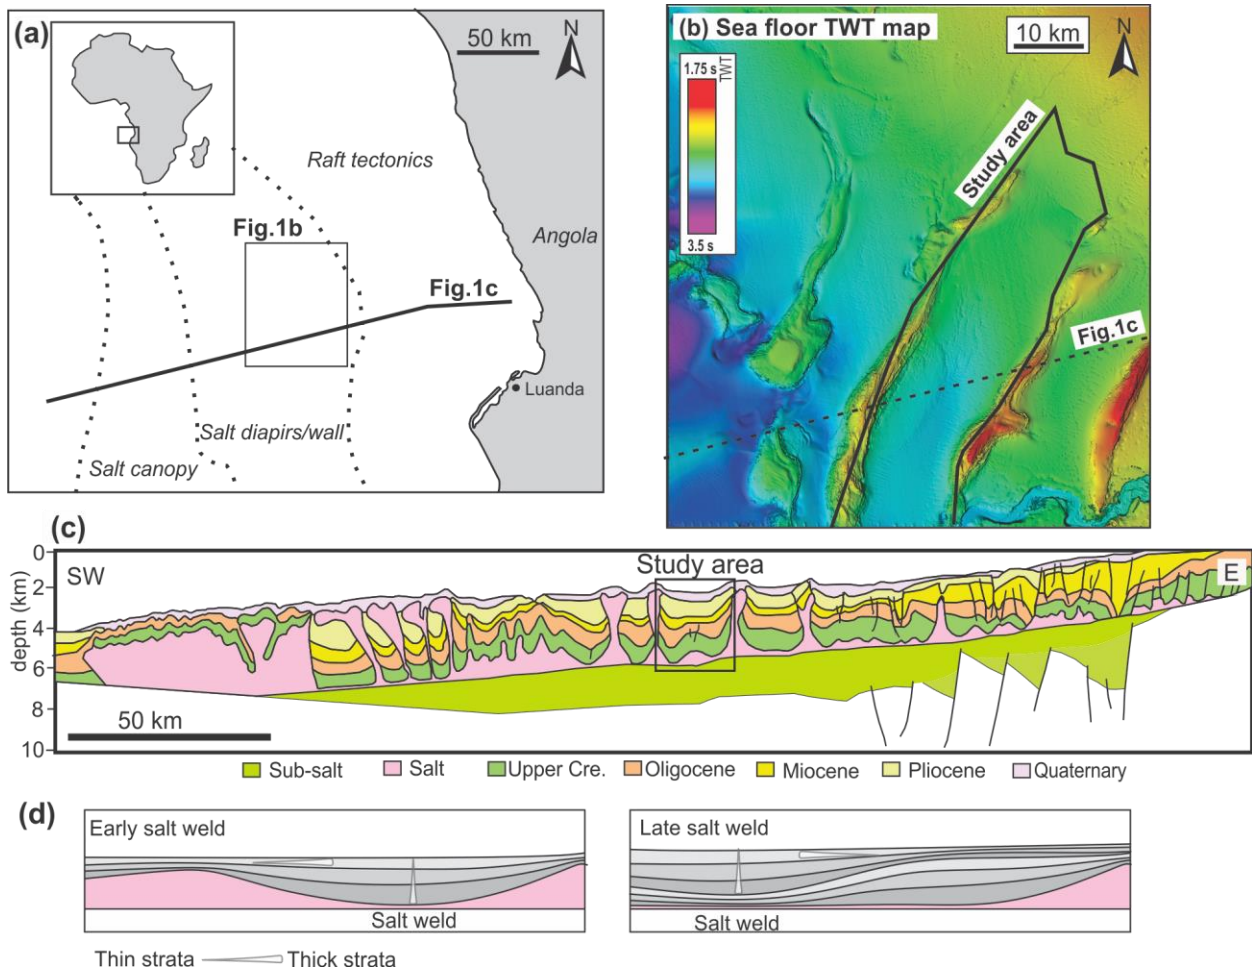 (a)
50 km
N
Raft tectonics
Fig.1b
Angola
Fig.1c
Luanda
Salt diapirs/wall
Salt canopy
(b) Sea floor TWT map
10 km
N
1.75 s
TWT
3.5 s
Study area
Fig.1c
(c)
0
2
4
6
8
10
depth (km)
SW
Study area
E
50 km
Sub-salt
Salt
Upper Cre.
Oligocene
Miocene
Pliocene
Quaternary
(d)
Early salt weld
Salt weld
Late salt weld
Salt weld
Thin strata
Thick strata